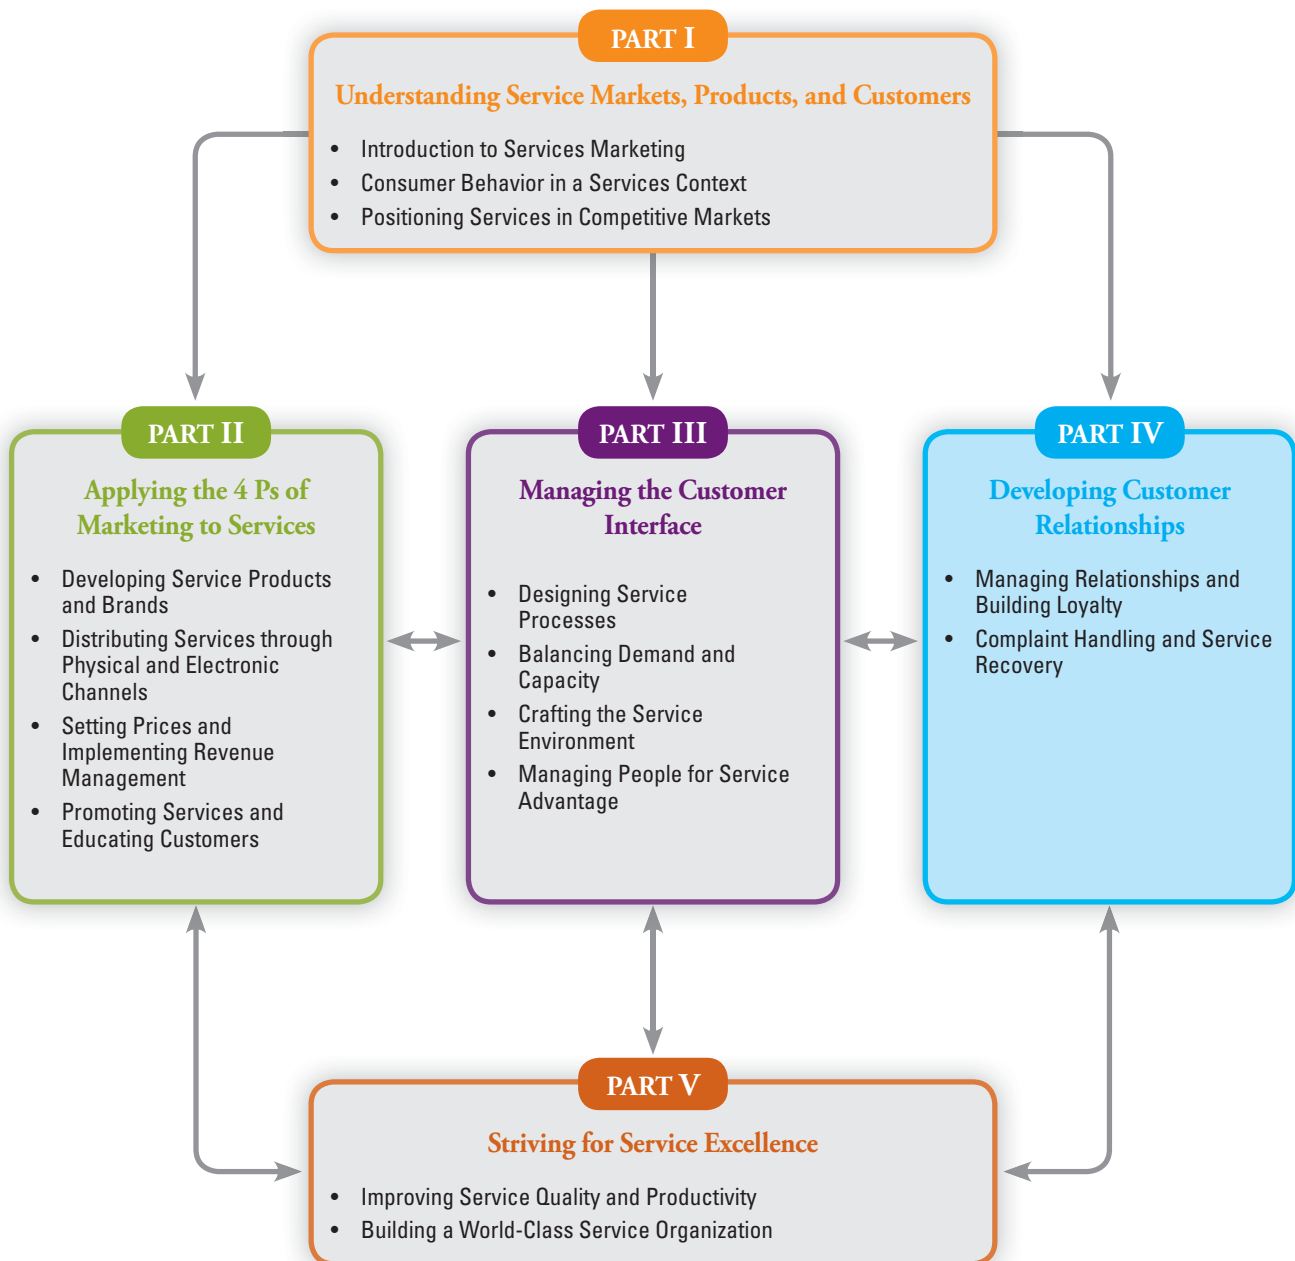 PART I
Understanding Service Markets, Products, and Customers
• Introduction to Services Marketing
• Consumer Behavior in a Services Context
• Positioning Services in Competitive Markets
PART II
Applying the 4 Ps of
Marketing to Services
• Developing Service Products
and Brands
• Distributing Services through
Physical and Electronic
Channels
• Setting Prices and
Implementing Revenue
Management
• Promoting Services and
Educating Customers
PART III
Managing the Customer
Interface
• Designing Service
Processes
• Balancing Demand and
Capacity
• Crafting the Service
Environment
• Managing People for Service
Advantage
PART IV
Developing Customer
Relationships
• Managing Relationships and
Building Loyalty
• Complaint Handling and Service
Recovery
PART V
Striving for Service Excellence
• Improving Service Quality and Productivity
• Building a World-Class Service Organization